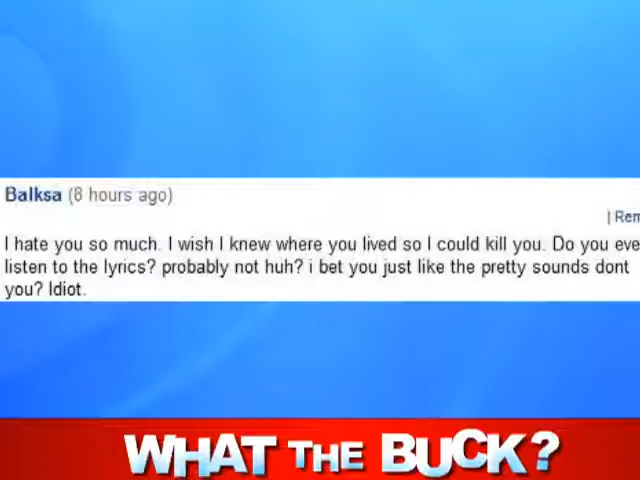 Balksa (8 hours ago)
| Rem
I hate you so much. I wish I knew where you lived so I could kill you. Do you eve
listen to the lyrics? probably not huh? i bet you just like the pretty sounds dont
you? Idiot.
WHAT THE BUCK?